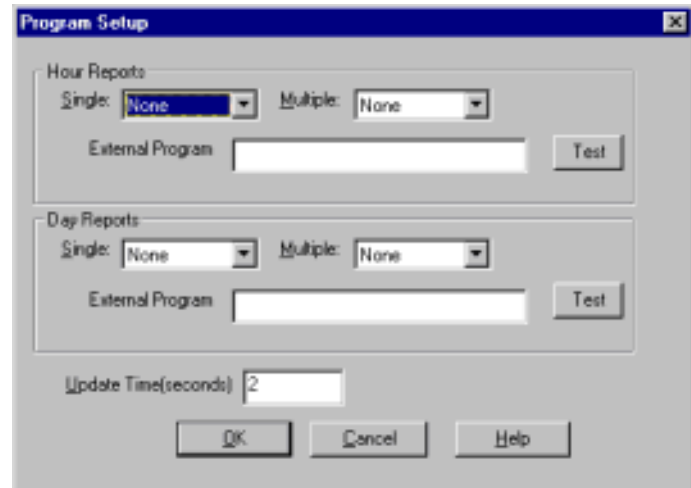 Program Setup
Hour Reports
Single: None Multiple: None
External Program Test
Day Reports
Single: None Multiple: None
External Program Test
Update Time(seconds) 2
OK Cancel Help